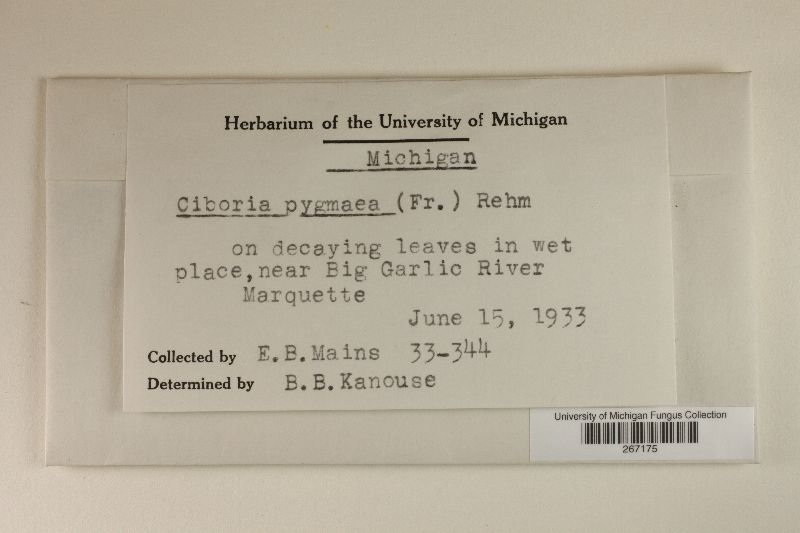 Herbarium of the University of Michigan
Michigan
Ciboria pygmaea (Fr.) Rehm
on decaying leaves in wet
place, near Big Garlic River
Marquette
June 15, 1933
Collected by E.B.Mains 33-344
Determined by B.B.Kanouse
University of Michigan Fungus Collection
267175